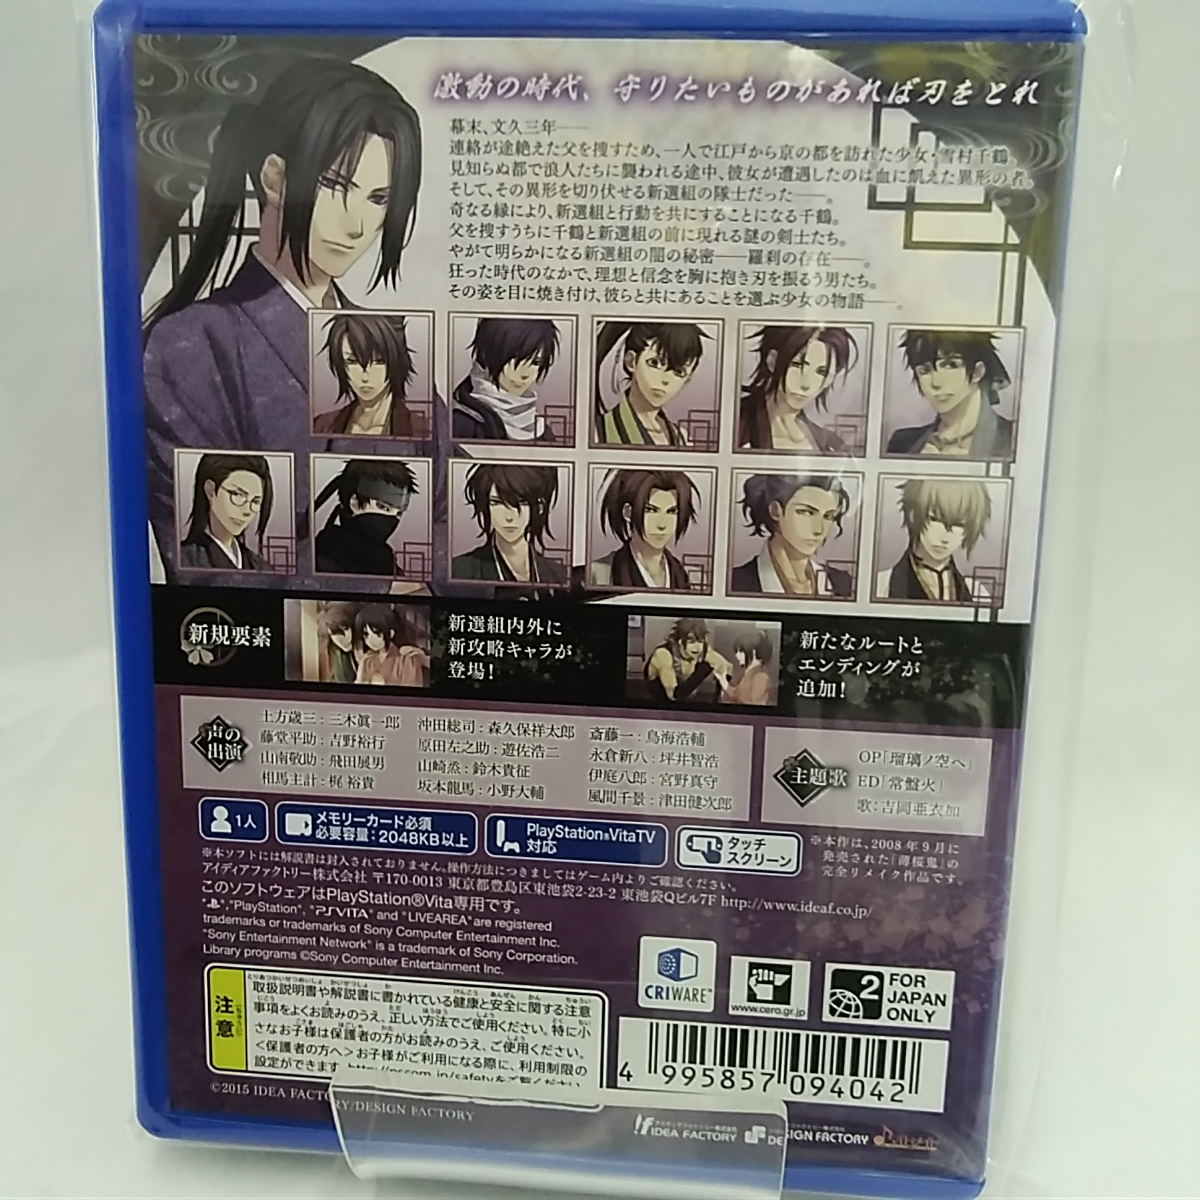 激動の時代、守りたいものがあれば刃をとれ
幕末、文久三年──
連絡が途絶えた父を捜すため、一人で江戸から京の都を訪れた少女・雪村千鶴。
見知らぬ都で浪人たちに襲われる途中、彼女が遭遇したのは血に飢えた異形の者。
そして、その異形を切り伏せる新選組の隊士だった──。
奇なる縁により、新選組と行動を共にすることになる千鶴。
父を捜すうちに千鶴と新選組の前に現れる謎の剣士たち。
やがて明らかになる新選組の闇の秘密──羅刹の存在──。
狂った時代のなかで、理想と信念を胸に抱き刃を振るう男たち。
その姿を目に焼き付け、彼らと共にあることを選ぶ少女の物語──。
新規要素
新選組内外に
新攻略キャラが
登場!
新たなルートと
エンディングが
追加!
声の
出演
土方歳三:三木眞一郎 沖田総司:森久保祥太郎 斎藤一:鳥海浩輔
藤堂平助:吉野裕行 原田左之助:遊佐浩二 永倉新八:坪井智浩
山南敬助:飛田展男 山崎烝:鈴木貴征 伊庭八郎:宮野真守
相馬主計:梶 裕貴 坂本龍馬:小野大輔 風間千景:津田健次郎
主題歌
OP「瑠璃ノ空へ」
ED「常盤火」
歌:吉岡亜衣加
1人
メモリーカード必須
必要容量:2048KB以上
PlayStation®VitaTV
対応
タッチ
スクリーン
※本作は、2008年9月に
発売された「薄桜鬼」の
完全リメイク作品です。
※本ソフトには解説書は封入されておりません。操作方法につきましてはゲーム内よりご確認ください。
アイディアファクトリー株式会社 〒170-0013 東京都豊島区東池袋2-23-2 東池袋Qビル7F http://www.ideaf.co.jp/
このソフトウェアはPlayStation®Vita専用です。
"PlayStation", "PSVITA" and "LIVEAREA" are registered
trademarks or trademarks of Sony Computer Entertainment Inc.
"Sony Entertainment Network" is a trademark of Sony Corporation.
Library programs ©Sony Computer Entertainment Inc.
CRIWARE™
www.cero.gr.jp
2
FOR
JAPAN
ONLY
注意
取扱説明書や解説書に書かれている健康と安全に関する注意
事項をよくお読みのうえ、正しい方法でご使用ください。特に小
さなお子様は保護者の方がお読みのうえ、ご使用ください。
<保護者の方へ>お子様がご利用になる際に、利用制限の
設定ができます
4 995857 094042
©2015 IDEA FACTORY/DESIGN FACTORY
IDEA FACTORY
DESIGN FACTORY